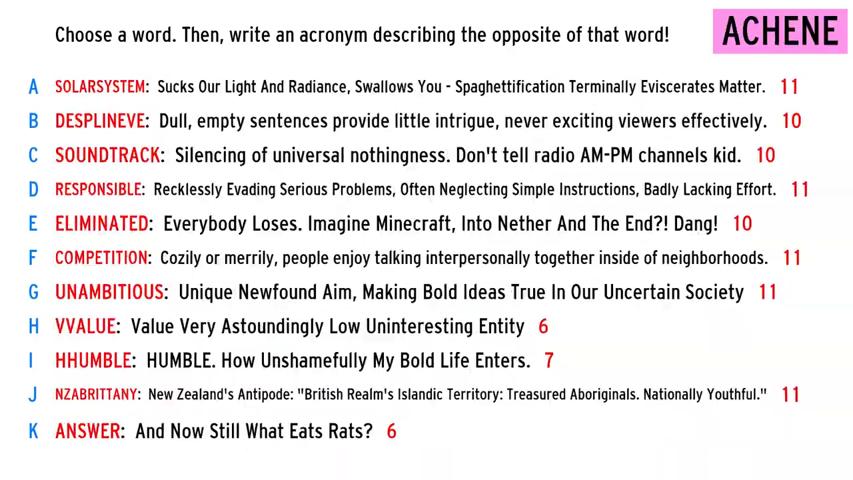 Choose a word. Then, write an acronym describing the opposite of that word!
ACHENE
A SOLARSYSTEM: Sucks Our Light And Radiance, Swallows You - Spaghettification Terminally Eviscerates Matter. 11
B DESPLINEVE: Dull, empty sentences provide little intrigue, never exciting viewers effectively. 10
C SOUNDTRACK: Silencing of universal nothingness. Don't tell radio AM-PM channels kid. 10
D RESPONSIBLE: Recklessly Evading Serious Problems, Often Neglecting Simple Instructions, Badly Lacking Effort. 11
E ELIMINATED: Everybody Loses. Imagine Minecraft, Into Nether And The End?! Dang! 10
F COMPETITION: Cozily or merrily, people enjoy talking interpersonally together inside of neighborhoods. 11
G UNAMBITIOUS: Unique Newfound Aim, Making Bold Ideas True In Our Uncertain Society 11
H VVALUE: Value Very Astoundingly Low Uninteresting Entity 6
I HHUMBLE: HUMBLE. How Unshamefully My Bold Life Enters. 7
J NZABRITTANY: New Zealand's Antipode: "British Realm's Islandic Territory: Treasured Aboriginals. Nationally Youthful." 11
K ANSWER: And Now Still What Eats Rats? 6